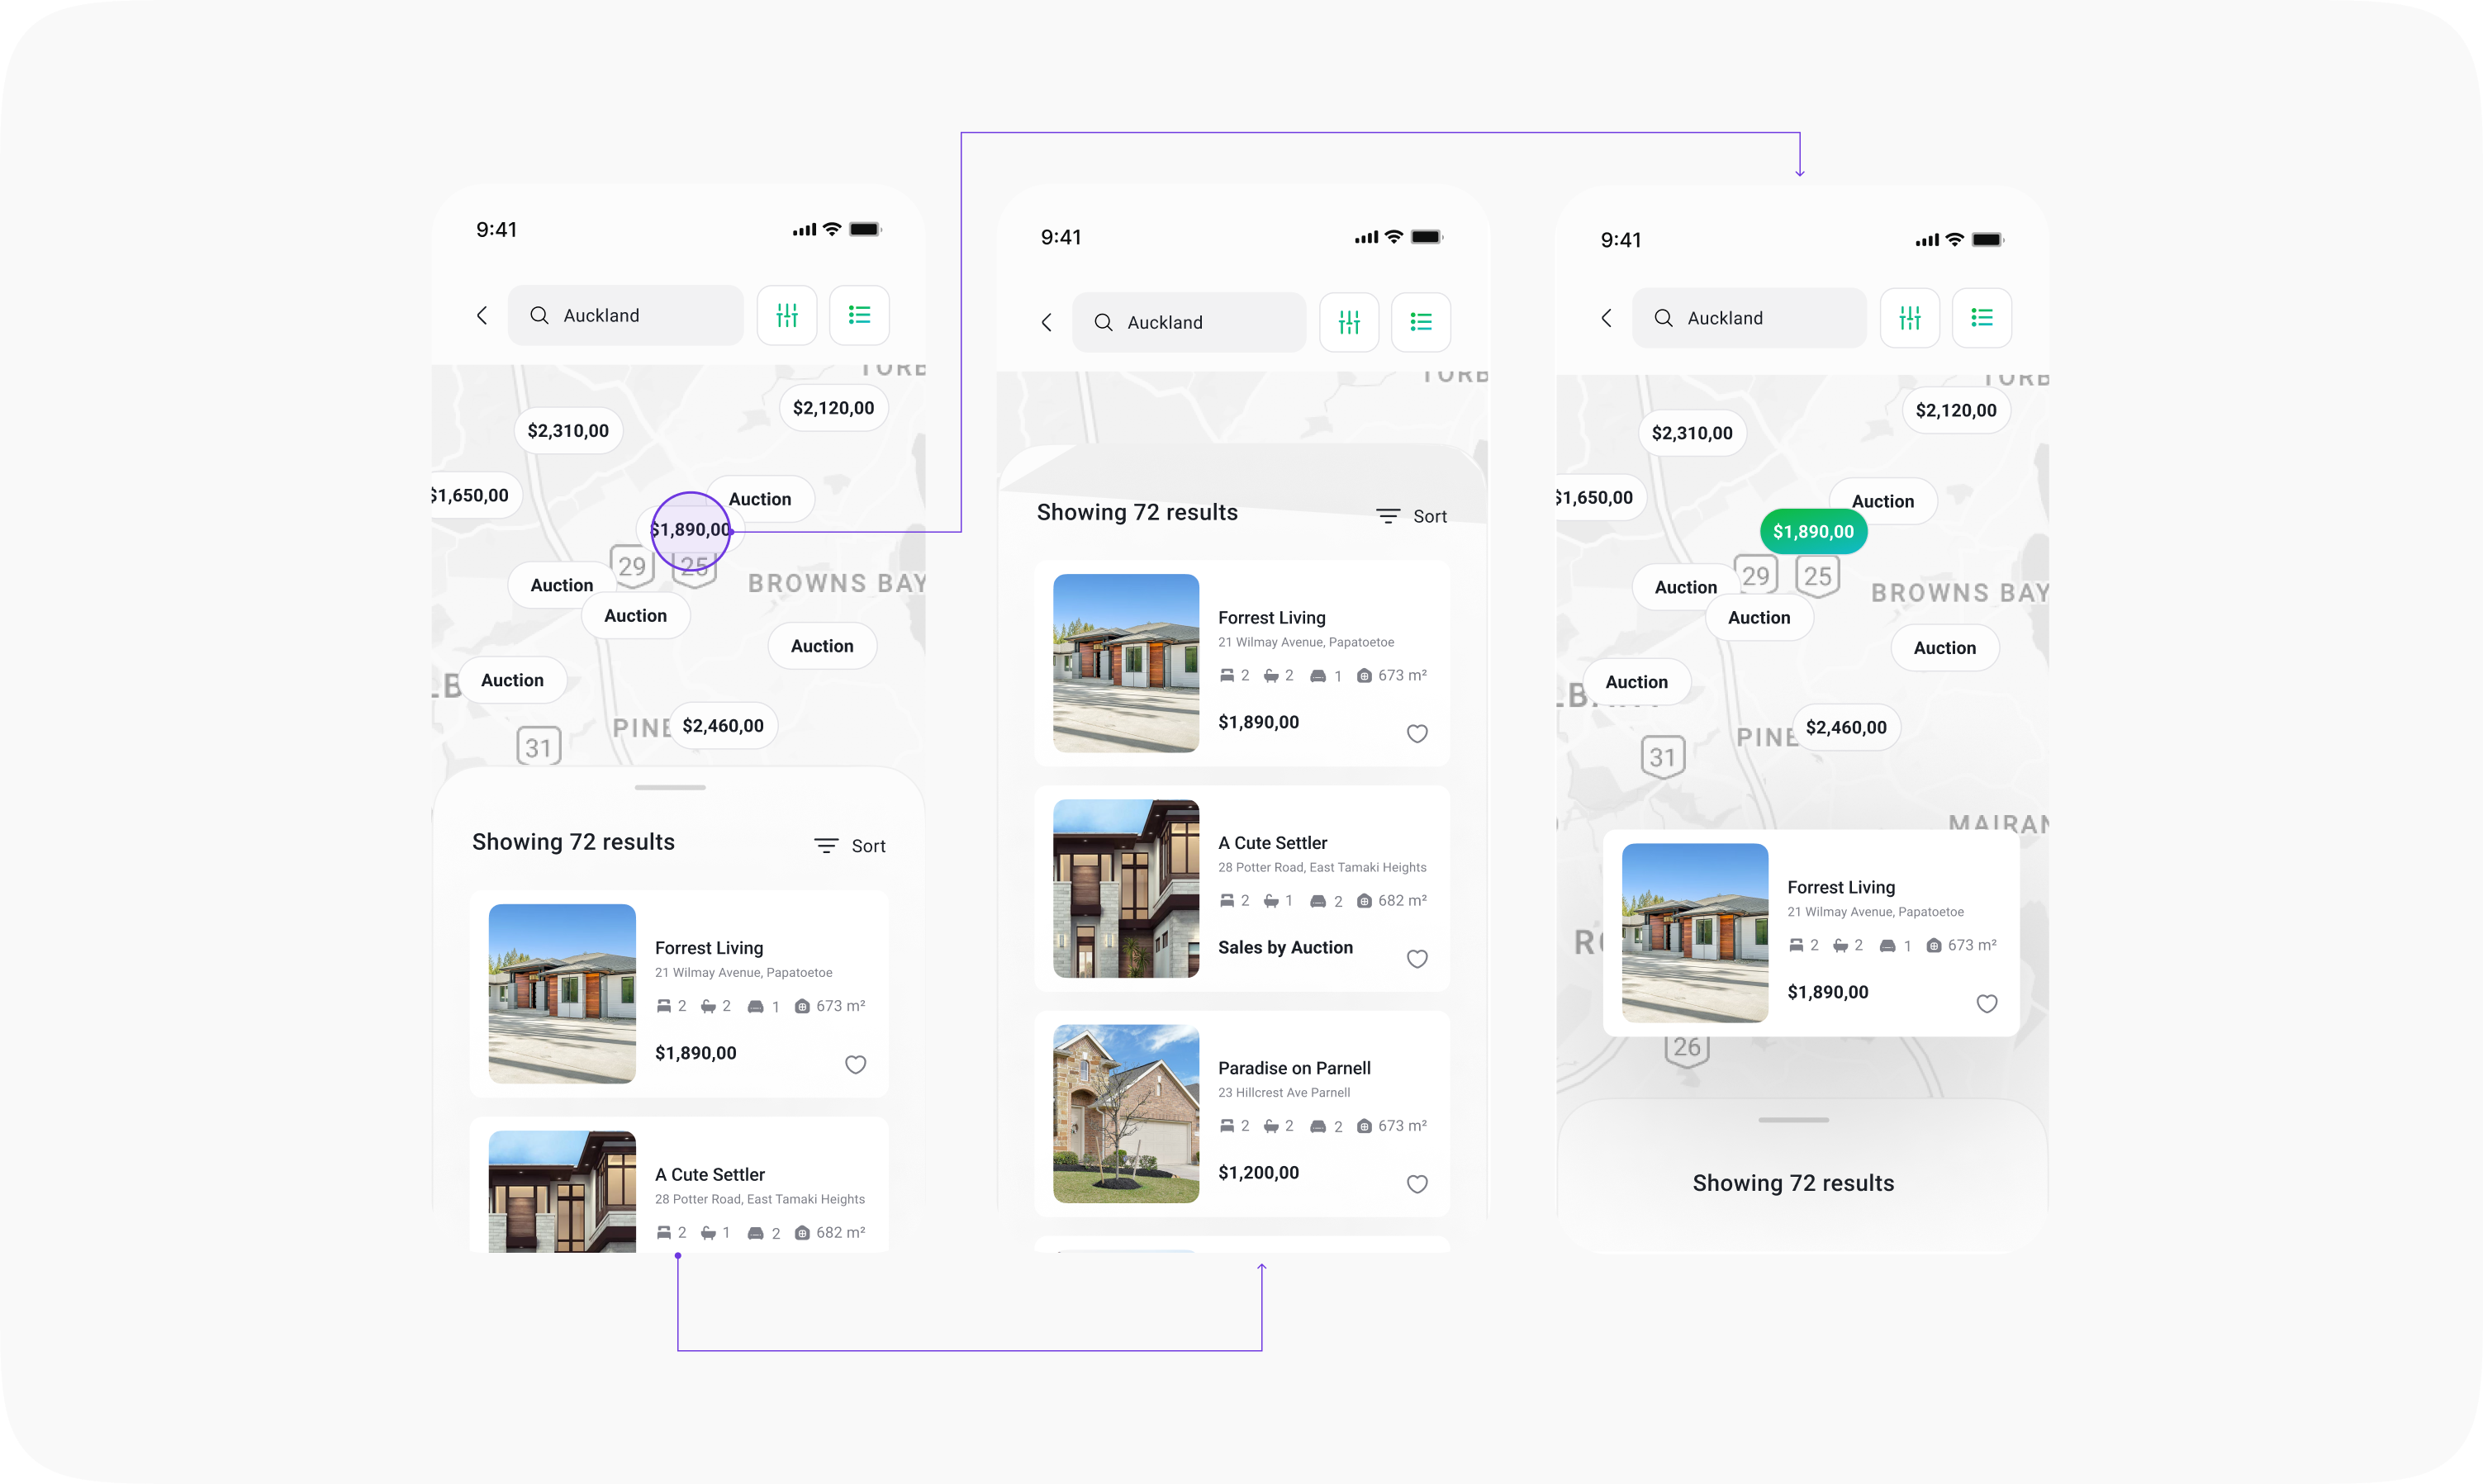 9:41
Auckland
TORB
$2,120,00
$2,310,00
$1,650,00
Auction
$1,890,00
29
25
BROWNS BAY
Auction
Auction
Auction
LB
Auction
PINE
$2,460,00
31
Showing 72 results
Sort
Forrest Living
21 Wilmay Avenue, Papatoetoe
2 2 1 673 m²
$1,890,00
A Cute Settler
28 Potter Road, East Tamaki Heights
2 1 2 682 m²
9:41
Auckland
TORB
Showing 72 results
Sort
Forrest Living
21 Wilmay Avenue, Papatoetoe
2 2 1 673 m²
$1,890,00
A Cute Settler
28 Potter Road, East Tamaki Heights
2 1 2 682 m²
Sales by Auction
Paradise on Parnell
23 Hillcrest Ave Parnell
2 2 2 673 m²
$1,200,00
9:41
Auckland
TORB
$2,120,00
$2,310,00
$1,650,00
Auction
$1,890,00
29
25
BROWNS BAY
Auction
Auction
Auction
Auction
PINE
$2,460,00
31
MAIRAN
Forrest Living
21 Wilmay Avenue, Papatoetoe
2 2 1 673 m²
$1,890,00
26
Showing 72 results